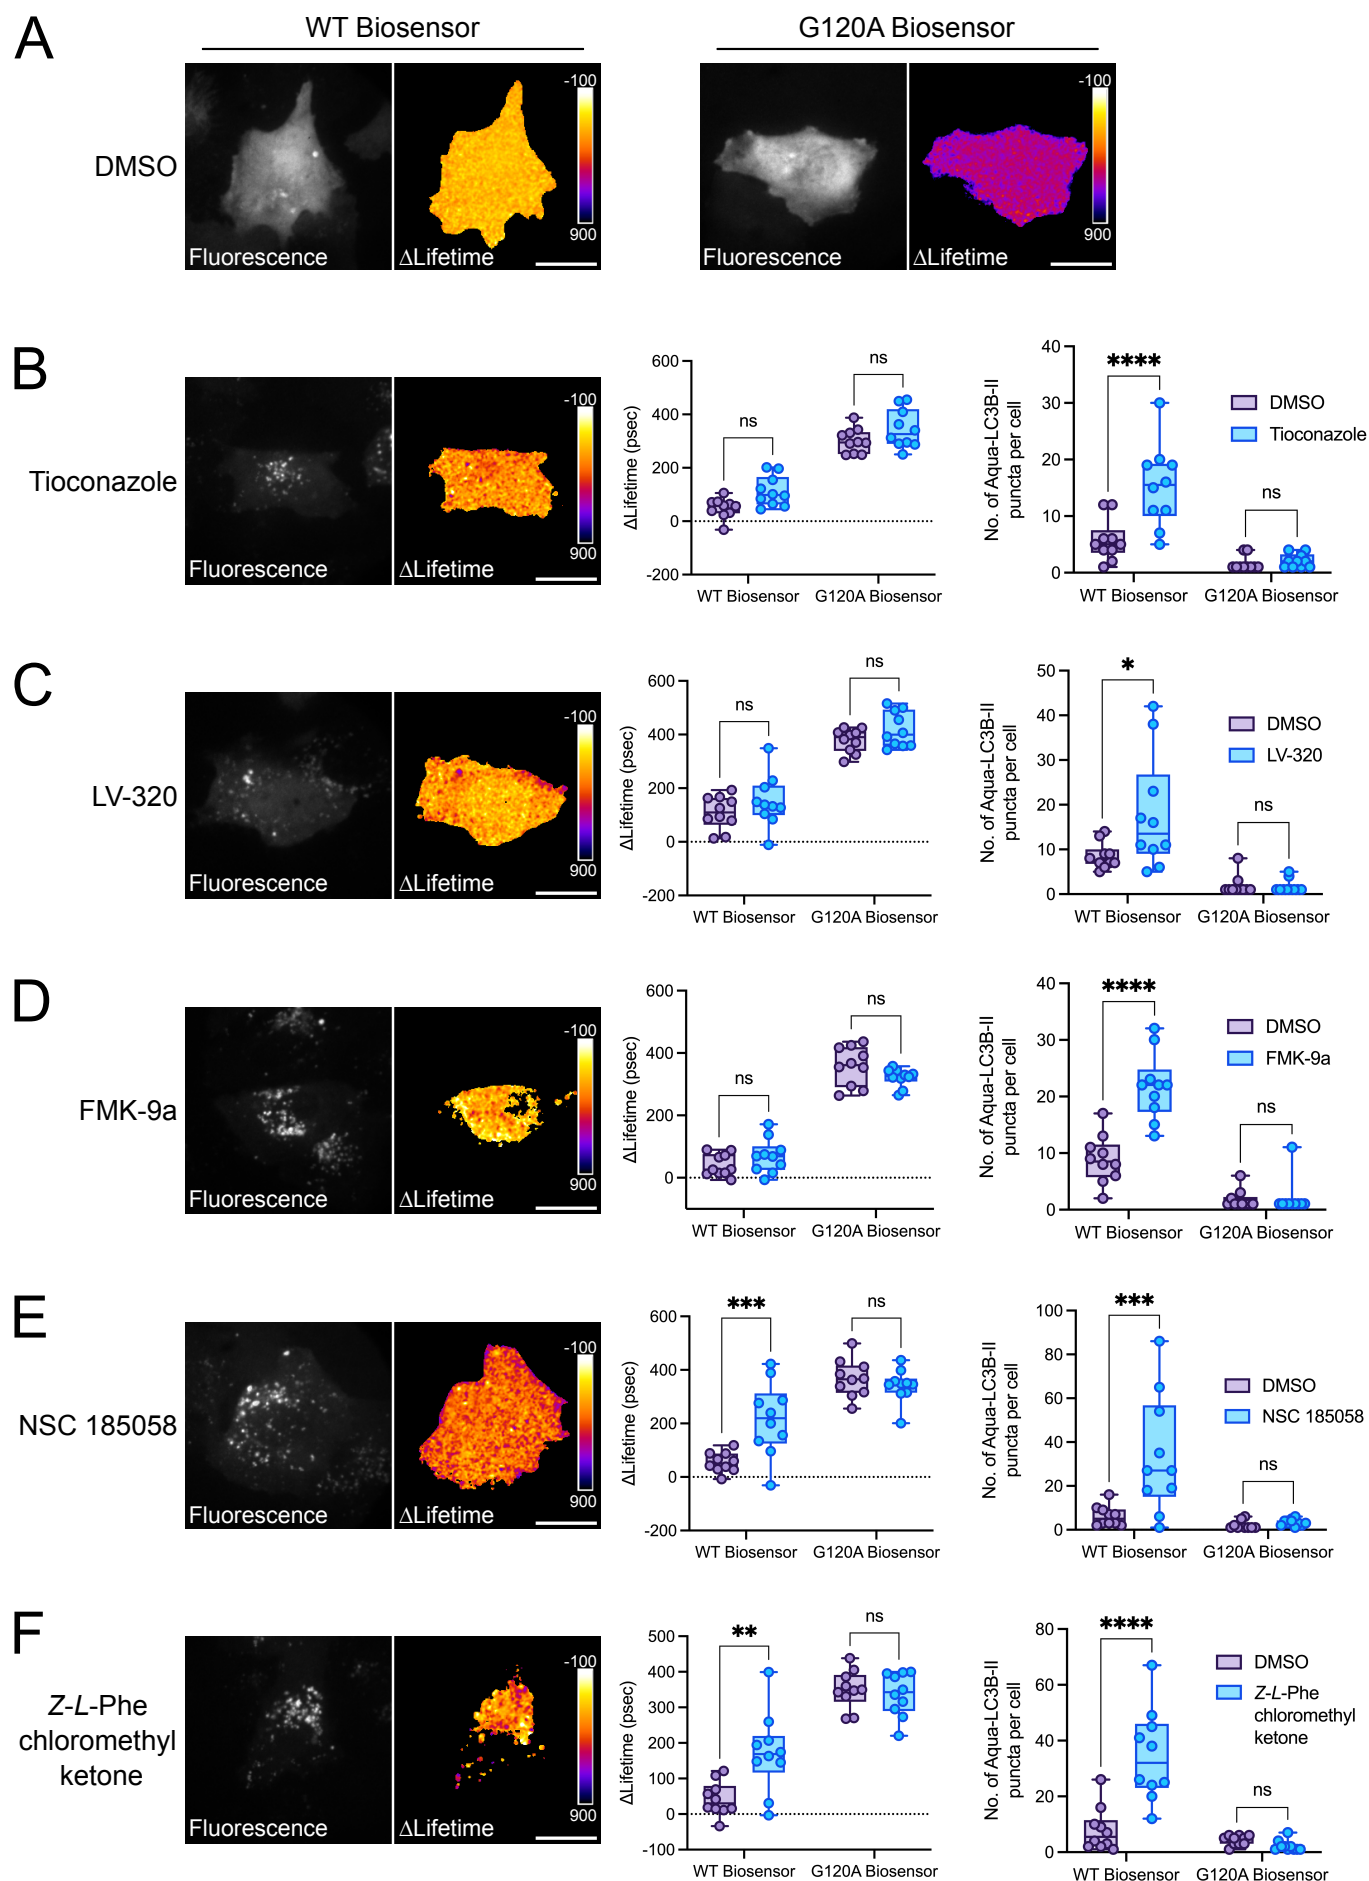 A
WT Biosensor
G120A Biosensor
DMSO
Fluorescence
ΔLifetime
-100
900
Fluorescence
ΔLifetime
-100
900
B
Tioconazole
Fluorescence
ΔLifetime
-100
900
ΔLifetime (psec)
600
400
200
0
-200
ns
ns
WT Biosensor
G120A Biosensor
No. of Aqua-LC3B-II
puncta per cell
40
30
20
10
0
****
ns
WT Biosensor
G120A Biosensor
DMSO
Tioconazole
C
LV-320
Fluorescence
ΔLifetime
-100
900
ΔLifetime (psec)
600
400
200
0
-200
ns
ns
WT Biosensor
G120A Biosensor
No. of Aqua-LC3B-II
puncta per cell
50
40
30
20
10
0
*
ns
WT Biosensor
G120A Biosensor
DMSO
LV-320
D
FMK-9a
Fluorescence
ΔLifetime
-100
900
ΔLifetime (psec)
600
400
200
0
ns
ns
WT Biosensor
G120A Biosensor
No. of Aqua-LC3B-II
puncta per cell
40
30
20
10
0
****
ns
WT Biosensor
G120A Biosensor
DMSO
FMK-9a
E
NSC 185058
Fluorescence
ΔLifetime
-100
900
ΔLifetime (psec)
600
400
200
0
-200
***
ns
WT Biosensor
G120A Biosensor
No. of Aqua-LC3B-II
puncta per cell
100
80
60
40
20
0
***
ns
WT Biosensor
G120A Biosensor
DMSO
NSC 185058
F
Z-L-Phe
chloromethyl
ketone
Fluorescence
ΔLifetime
-100
900
ΔLifetime (psec)
500
400
300
200
100
0
-100
**
ns
WT Biosensor
G120A Biosensor
No. of Aqua-LC3B-II
puncta per cell
80
60
40
20
0
****
ns
WT Biosensor
G120A Biosensor
DMSO
Z-L-Phe
chloromethyl
ketone